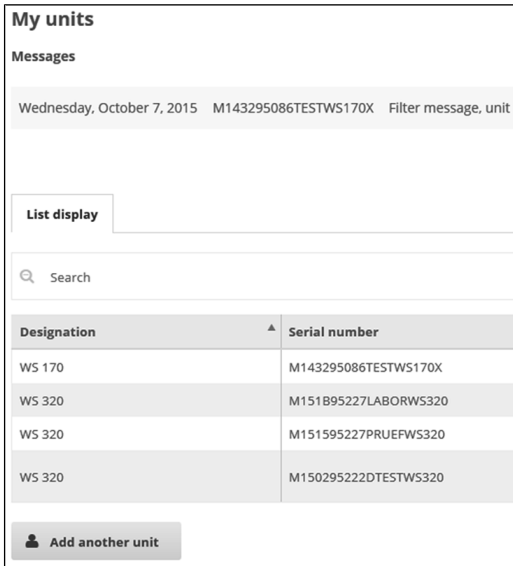 My units
Messages
Wednesday, October 7, 2015 M143295086TESTWS170X Filter message, unit
List display
Search
Designation Serial number
WS 170 M143295086TESTWS170X
WS 320 M151B95227LABORWS320
WS 320 M151595227PRUEFWS320
WS 320 M150295222DTESTWS320
Add another unit